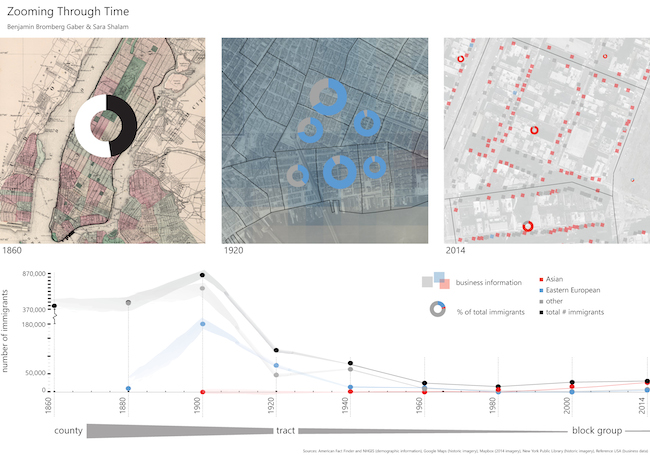 Zooming Through Time
Benjamin Bromberg Gaber & Sara Shalam
1860
1920
2014
number of immigrants
870,000
370,000
180,000
50,000
0
business information
% of total immigrants
Asian
Eastern European
other
total # immigrants
1860
1880
1900
1920
1940
1960
1980
2000
2014
county
tract
block group
Sources: American Fact Finder and NHGIS (demographic information); Google Maps (historic imagery); Mapbox (2014 imagery); New York Public Library (historic imagery); Reference USA (business data)